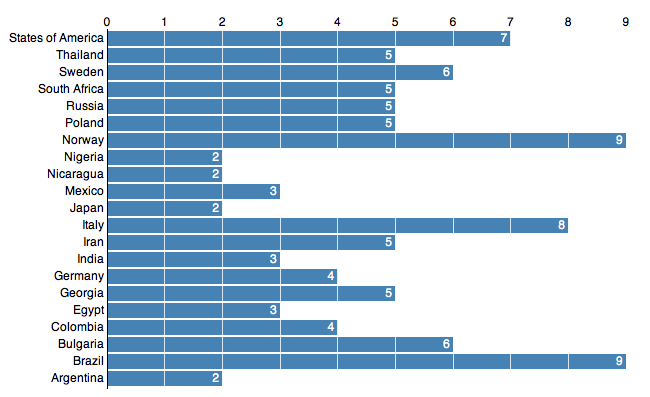 0 1 2 3 4 5 6 7 8 9
States of America 7
Thailand 5
Sweden 6
South Africa 5
Russia 5
Poland 5
Norway 9
Nigeria 2
Nicaragua 2
Mexico 3
Japan 2
Italy 8
Iran 5
India 3
Germany 4
Georgia 5
Egypt 3
Colombia 4
Bulgaria 6
Brazil 9
Argentina 2